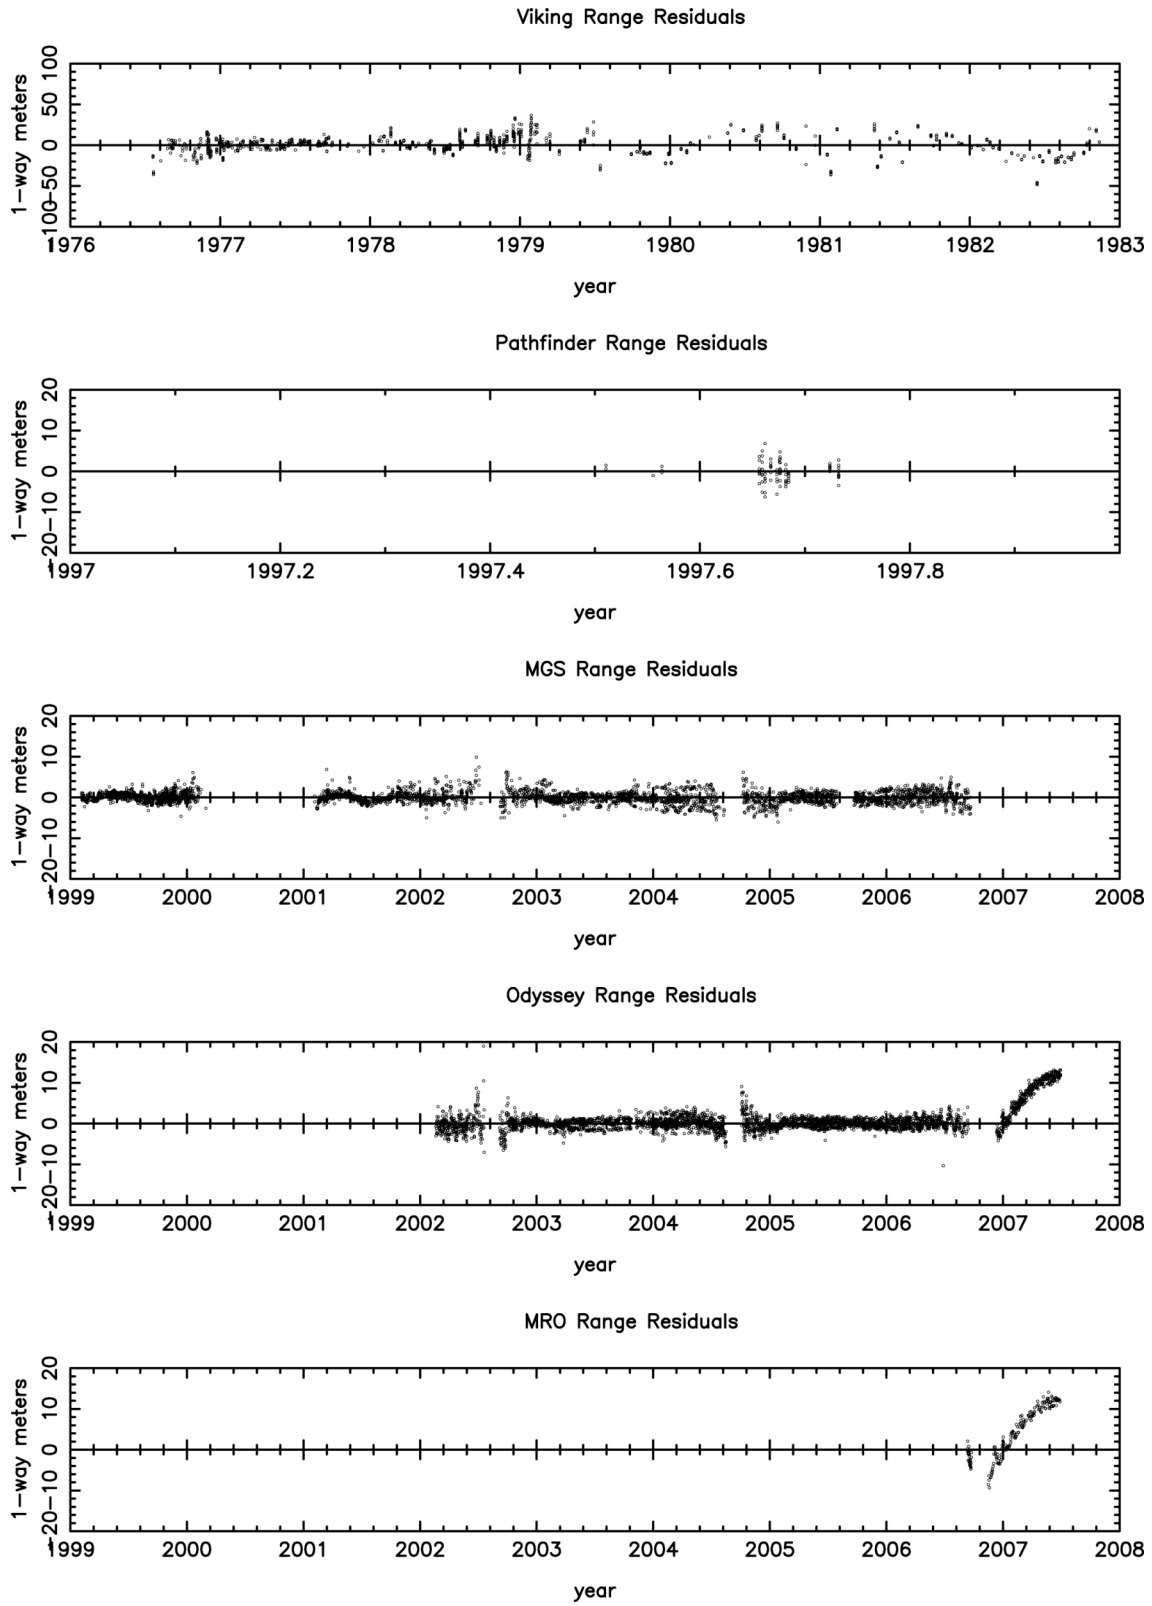 Viking Range Residuals
1-way meters
-100 -50 0 50 100
1976 1977 1978 1979 1980 1981 1982 1983
year
Pathfinder Range Residuals
1-way meters
-20 -10 0 10 20
1997 1997.2 1997.4 1997.6 1997.8
year
MGS Range Residuals
1-way meters
-20 -10 0 10 20
1999 2000 2001 2002 2003 2004 2005 2006 2007 2008
year
Odyssey Range Residuals
1-way meters
-20 -10 0 10 20
1999 2000 2001 2002 2003 2004 2005 2006 2007 2008
year
MRO Range Residuals
1-way meters
-20 -10 0 10 20
1999 2000 2001 2002 2003 2004 2005 2006 2007 2008
year